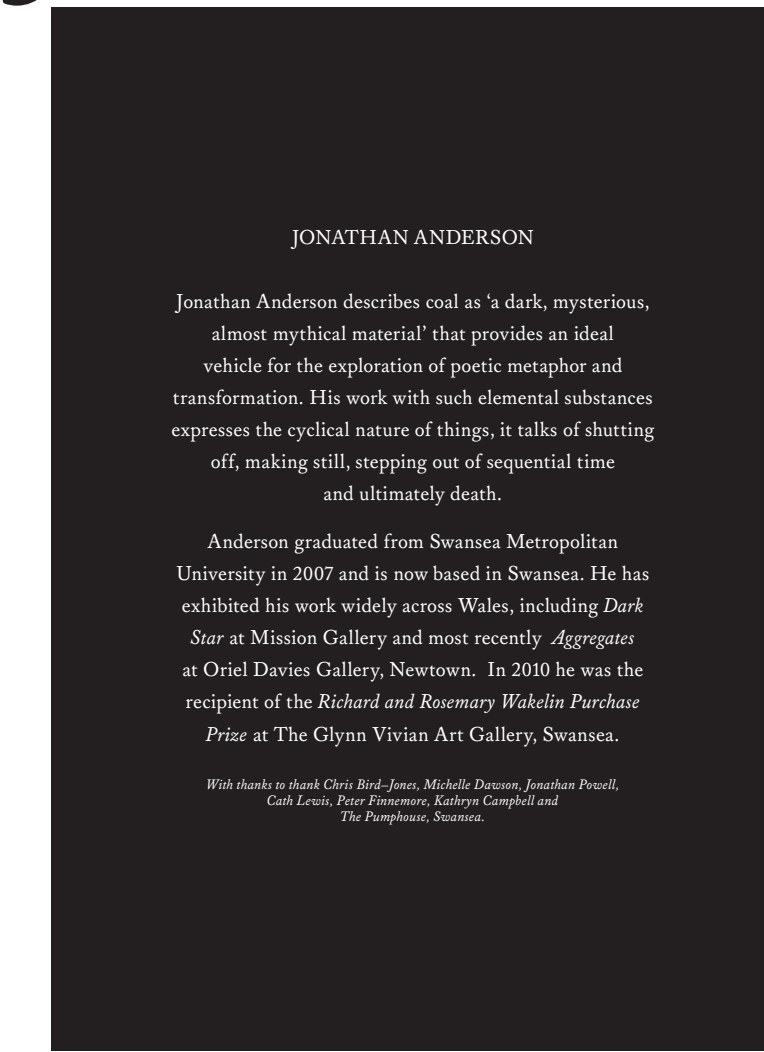 JONATHAN ANDERSON
Jonathan Anderson describes coal as ‘a dark, mysterious,
almost mythical material’ that provides an ideal
vehicle for the exploration of poetic metaphor and
transformation. His work with such elemental substances
expresses the cyclical nature of things, it talks of shutting
off, making still, stepping out of sequential time
and ultimately death.
Anderson graduated from Swansea Metropolitan
University in 2007 and is now based in Swansea. He has
exhibited his work widely across Wales, including Dark
Star at Mission Gallery and most recently Aggregates
at Oriel Davies Gallery, Newtown. In 2010 he was the
recipient of the Richard and Rosemary Wakelin Purchase
Prize at The Glynn Vivian Art Gallery, Swansea.
With thanks to thank Chris Bird–Jones, Michelle Dawson, Jonathan Powell,
Cath Lewis, Peter Finnemore, Kathryn Campbell and
The Pumphouse, Swansea.